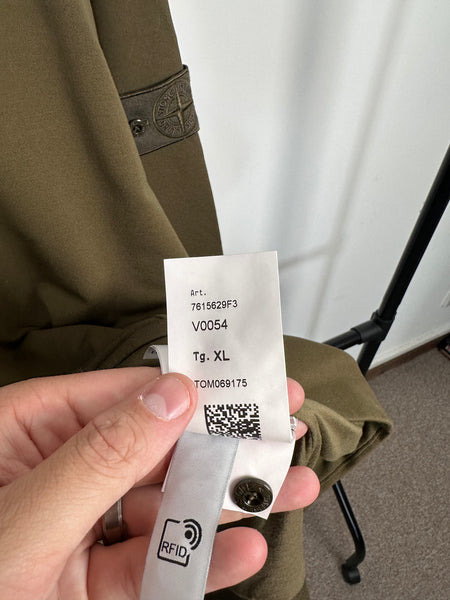 Art.
7615629F3
V0054
Tg. XL
TOM069175
RFID